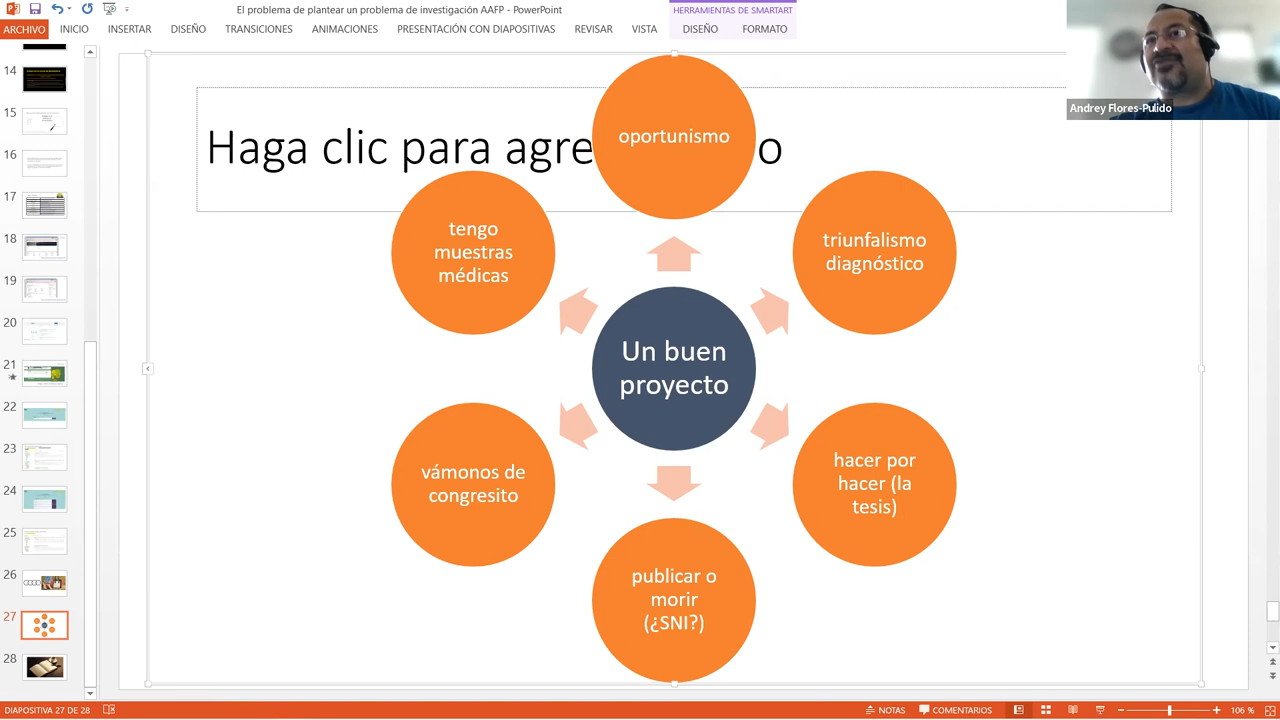 El problema de plantear un problema de investigación AAFP - PowerPoint
HERRAMIENTAS DE SMARTART
ARCHIVO INICIO INSERTAR DISEÑO TRANSICIONES ANIMACIONES PRESENTACIÓN CON DIAPOSITIVAS REVISAR VISTA DISEÑO FORMATO
Andrey Flores-Pulido
14
15
16
17
18
19
20
21
22
23
24
25
26
27
28
Haga clic para agre o
oportunismo
triunfalismo
diagnóstico
hacer por
hacer (la
tesis)
publicar o
morir
(¿SNI?)
vámonos de
congresito
tengo
muestras
médicas
Un buen
proyecto
DIAPOSITIVA 27 DE 28
NOTAS
COMENTARIOS
106 %